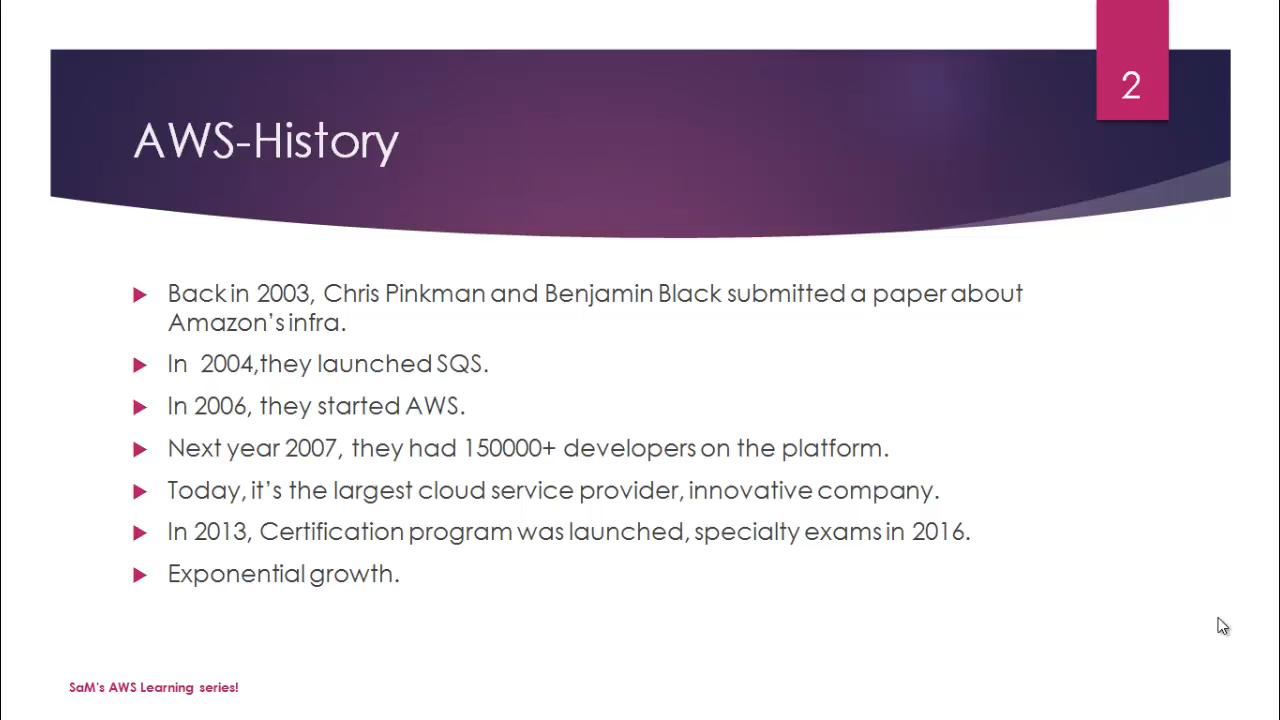 2
AWS-History
Back in 2003, Chris Pinkman and Benjamin Black submitted a paper about
Amazon's infra.
In 2004,they launched SQS.
In 2006, they started AWS.
Next year 2007, they had 150000+ developers on the platform.
Today, it's the largest cloud service provider, innovative company.
In 2013, Certification program was launched, specialty exams in 2016.
Exponential growth.
SaM's AWS Learning series!